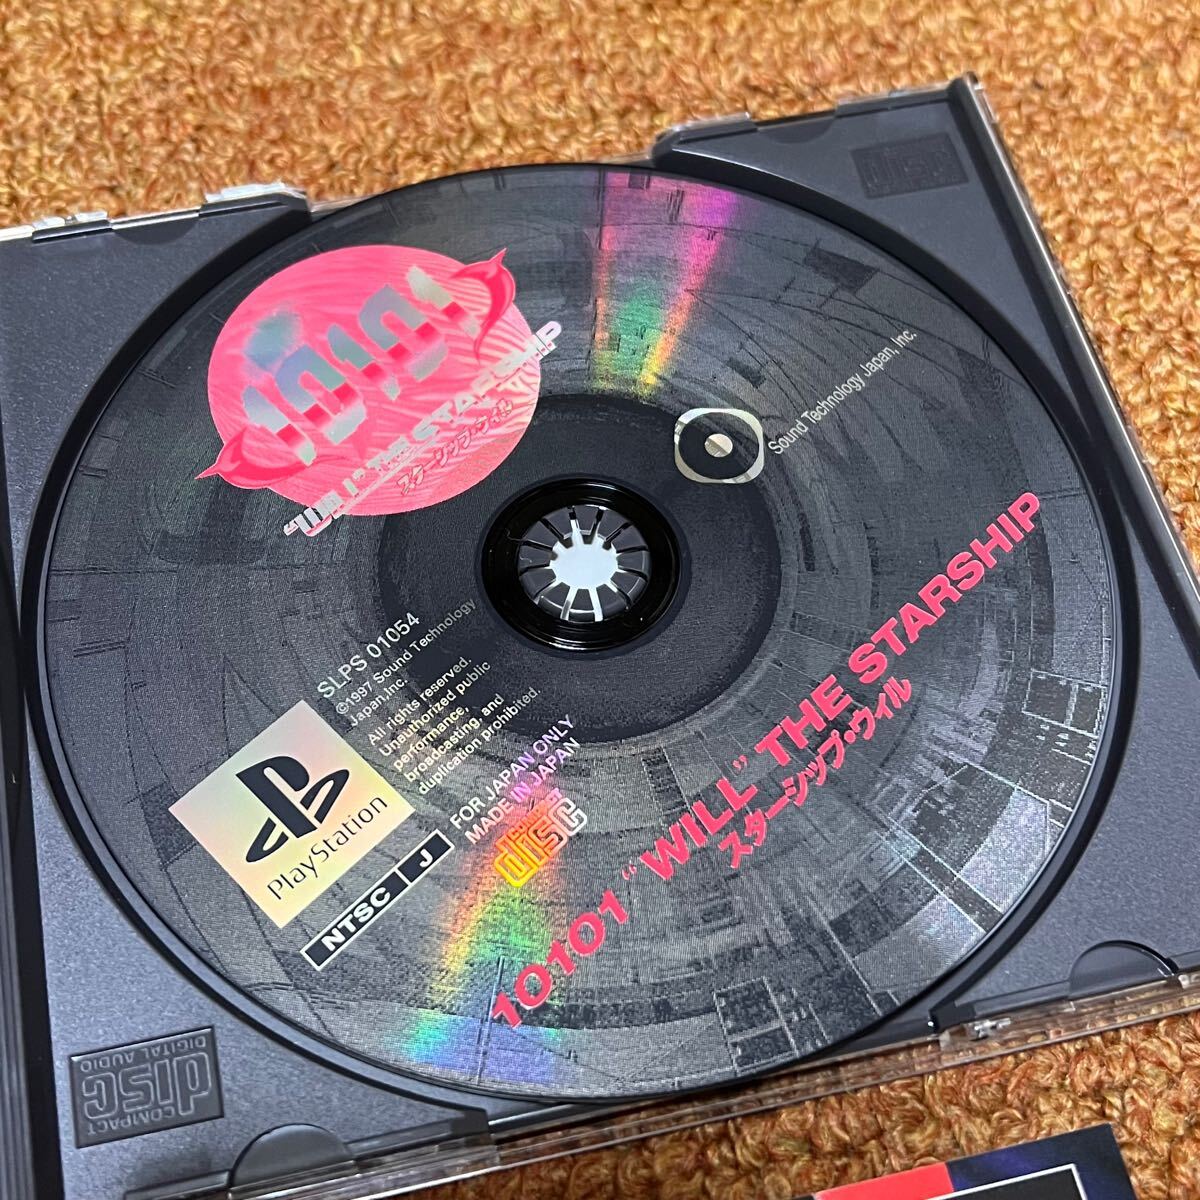 10101
"WILL" THE STARSHIP
スターシップ・ウィル
Sound Technology Japan, Inc.
SLPS 01054
©1997 Sound Technology
Japan,Inc.
All rights reserved.
Unauthorized public
performance,
broadcasting, and
duplication prohibited.
FOR JAPAN ONLY
MADE IN JAPAN
PlayStation
NTSC J
disc
10101 "WILL" THE STARSHIP
スターシップ・ウィル
COMPACT
disc
DIGITAL AUDIO
disc